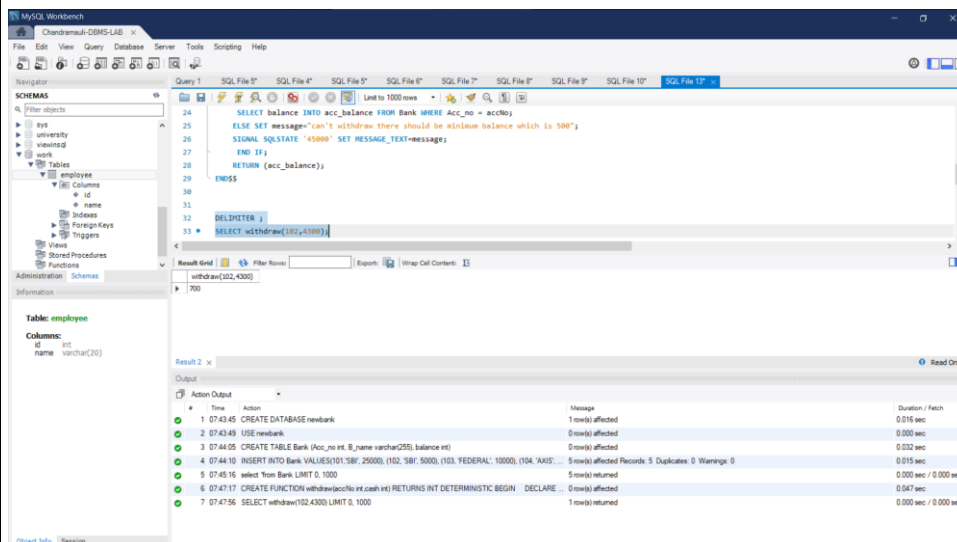 MySQL Workbench
Chandramauli-DBMS-LAB ×
File Edit View Query Database Server Tools Scripting Help
Navigator
SCHEMAS
Filter objects
sys
university
viewinsql
work
Tables
employee
Columns
id
name
Indexes
Foreign Keys
Triggers
Views
Stored Procedures
Functions
Administration Schemas
Information
Table: employee
Columns:
id int
name varchar(20)
Object Info Session
Query 1 SQL File 5* SQL File 4* SQL File 5* SQL File 6* SQL File 7* SQL File 8* SQL File 9* SQL File 10* SQL File 13* ×
Limit to 1000 rows
24 SELECT balance INTO acc_balance FROM Bank WHERE Acc_no = accNo;
25 ELSE SET message="can't withdraw there should be minimum balance which is 500";
26 SIGNAL SQLSTATE '45000' SET MESSAGE_TEXT=message;
27 END IF;
28 RETURN (acc_balance);
29 END$$
30
31
32 DELIMITER ;
33 SELECT withdraw(102,4300);
Result Grid Filter Rows: Export: Wrap Cell Content:
withdraw(102,4300)
700
Result 2 × Read On
Output
Action Output
# Time Action Message Duration / Fetch
1 07:43:45 CREATE DATABASE newbank 1 row(s) affected 0.016 sec
2 07:43:49 USE newbank 0 row(s) affected 0.000 sec
3 07:44:05 CREATE TABLE Bank (Acc_no int, B_name varchar(255), balance int) 0 row(s) affected 0.032 sec
4 07:44:10 INSERT INTO Bank VALUES(101,'SBI', 25000), (102, 'SBI', 5000), (103, 'FEDERAL', 10000), (104, 'AXIS', ... 5 row(s) affected Records: 5 Duplicates: 0 Warnings: 0 0.015 sec
5 07:45:16 select *from Bank LIMIT 0, 1000 5 row(s) returned 0.000 sec / 0.000 se
6 07:47:17 CREATE FUNCTION withdraw(accNo int,cash int) RETURNS INT DETERMINISTIC BEGIN DECLARE ... 0 row(s) affected 0.047 sec
7 07:47:56 SELECT withdraw(102,4300) LIMIT 0, 1000 1 row(s) returned 0.000 sec / 0.000 se